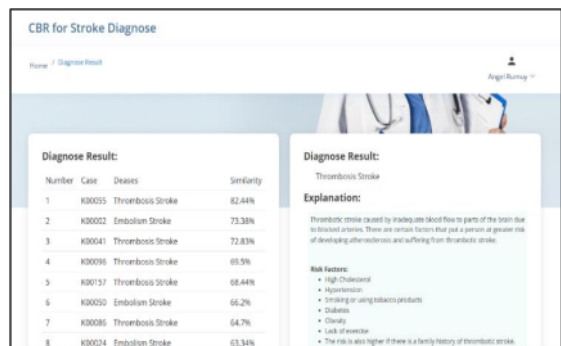 CBR for Stroke Diagnose
Home / Diagnose Result
Angel Rumuy
Diagnose Result:
Number Case Deases Similarity
1 K00055 Thrombosis Stroke 82.44%
2 K00002 Embolism Stroke 73.38%
3 K00041 Thrombosis Stroke 72.83%
4 K00096 Thrombosis Stroke 69.5%
5 K00157 Thrombosis Stroke 68.44%
6 K00050 Embolism Stroke 66.2%
7 K00086 Thrombosis Stroke 64.7%
8 K00024 Embolism Stroke 63.34%
Diagnose Result:
Thrombosis Stroke
Explanation:
Thrombotic stroke caused by inadequate blood flow to parts of the brain due
to blocked arteries. There are certain factors that put a person at greater risk
of developing atherosclerosis and suffering from thrombotic stroke.
Risk Factors:
• High Cholesterol
• Hypertension
• Smoking or using tobacco products
• Diabetes
• Obesity
• Lack of exercise
• The risk is also higher if there is a family history of thrombotic stroke.